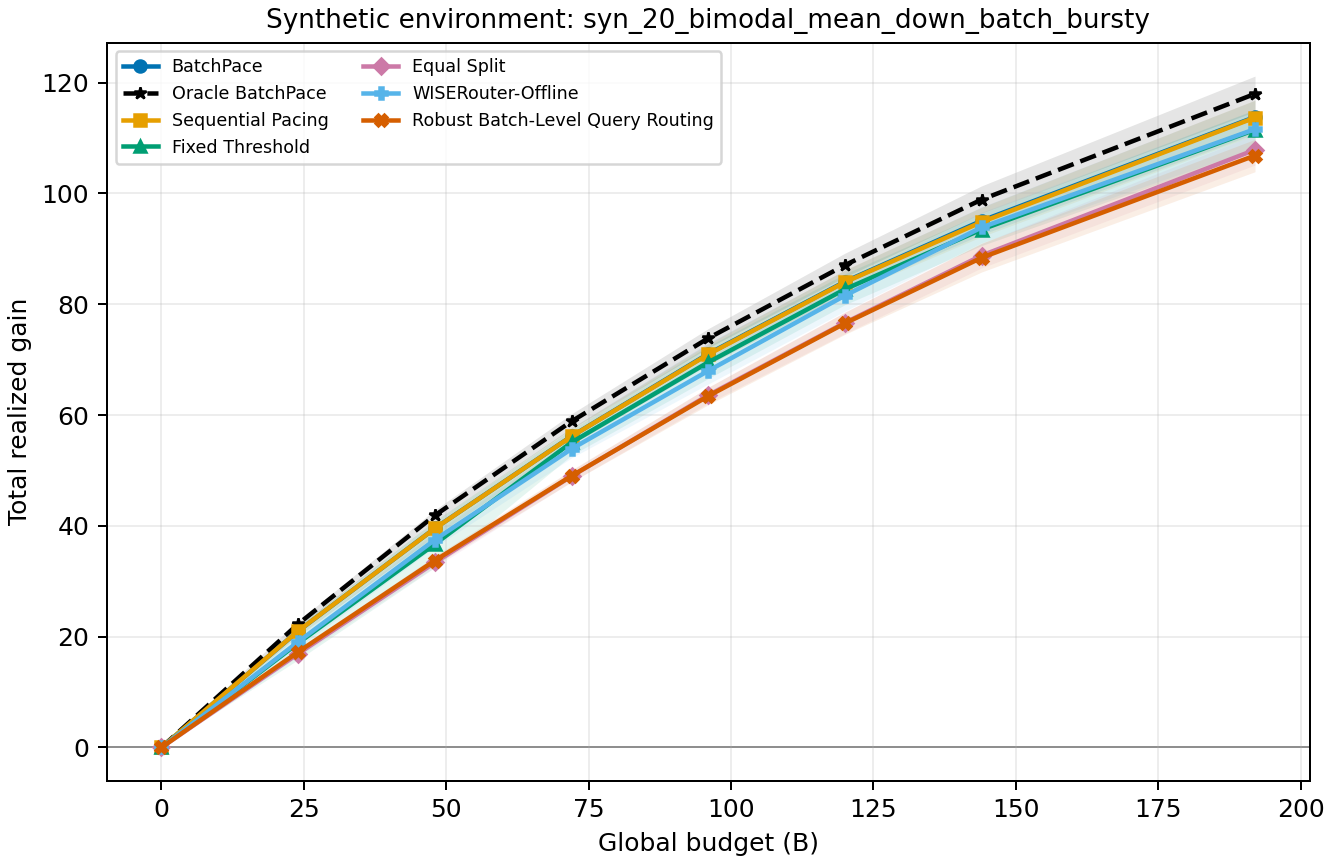 Synthetic environment: syn_20_bimodal_mean_down_batch_bursty
BatchPace
Oracle BatchPace
Sequential Pacing
Fixed Threshold
Equal Split
WISERouter-Offline
Robust Batch-Level Query Routing
Total realized gain
120
100
80
60
40
20
0
0 25 50 75 100 125 150 175 200
Global budget (B)